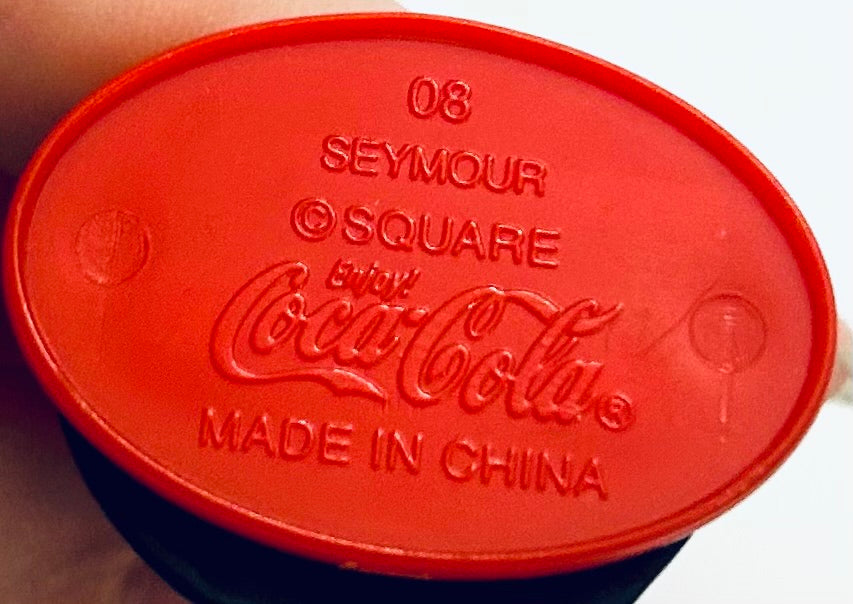 08
SEYMOUR
©SQUARE
Enjoy!
Coca-Cola®
MADE IN CHINA